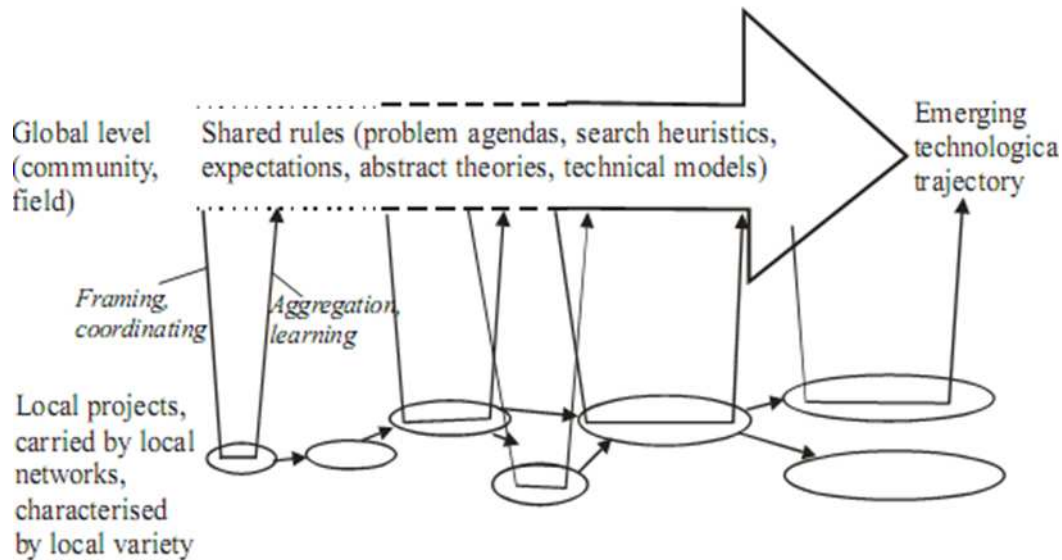 Global level
(community,
field)
Shared rules (problem agendas, search heuristics,
expectations, abstract theories, technical models)
Emerging
technologica
trajectory
Framing,
coordinating
Aggregation,
learning
Local projects,
carried by local
networks,
characterised
by local variety